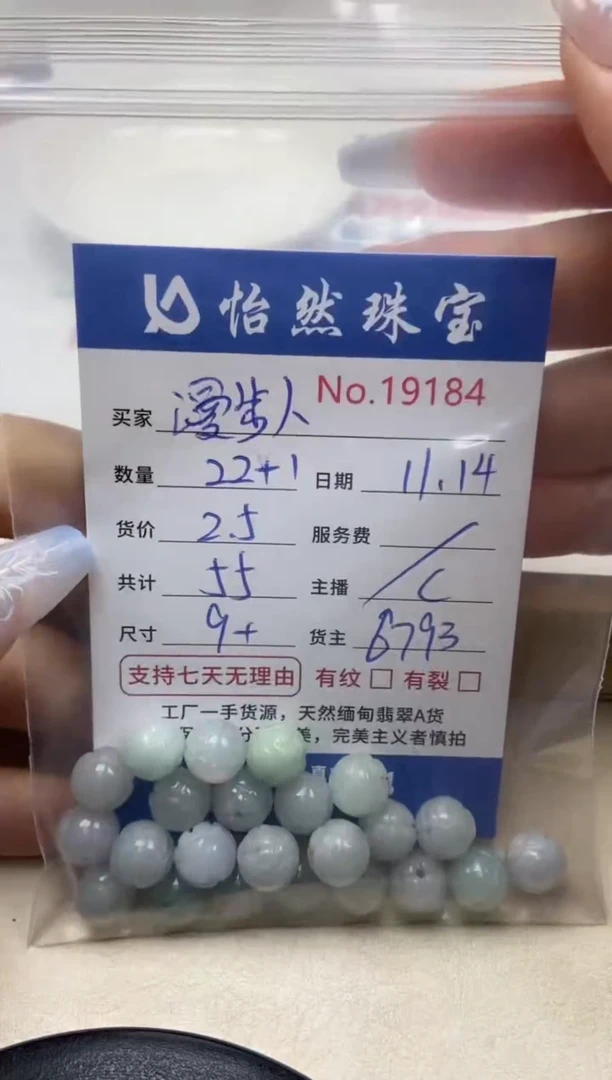 怡然珠宝
No.19184
买家 漫步人
数量 22+1 日期 11.14
货价 2.5 服务费 /
共计 55 主播 C
尺寸 9+ 货主 6793
支持七天无理由 有纹 有裂
工厂一手货源，天然缅甸翡翠A货
美，完美主义者慎拍